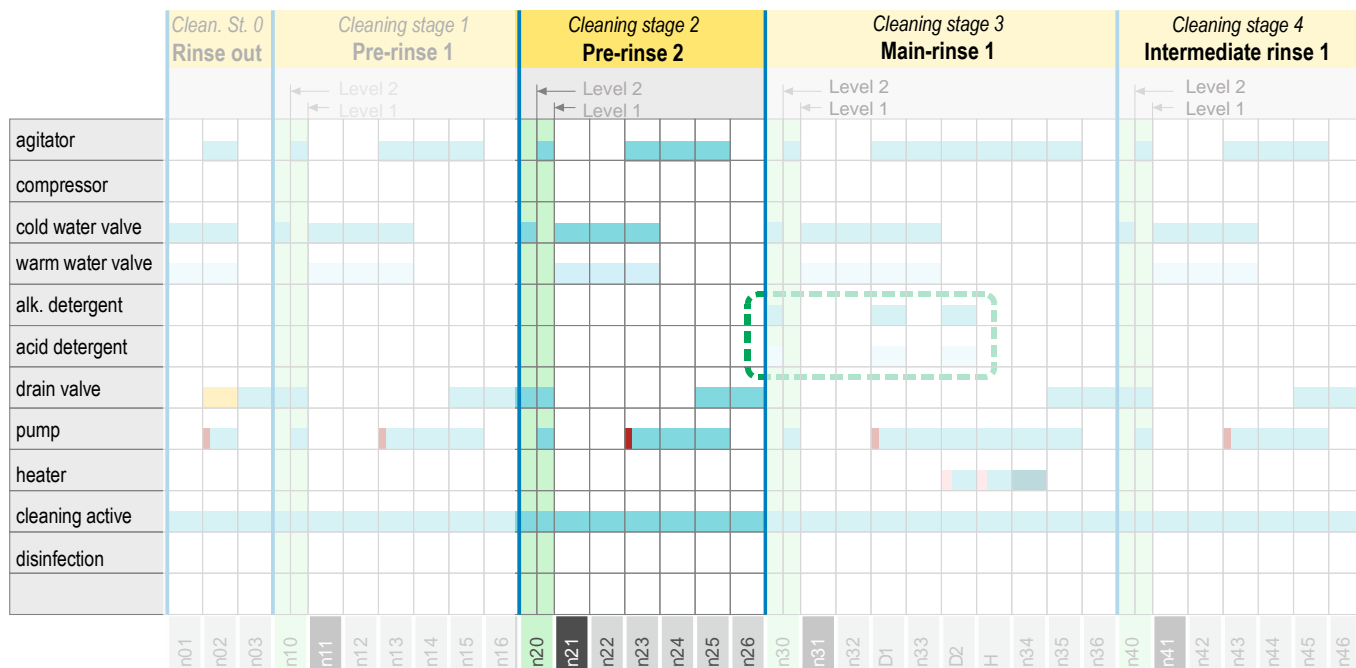 Clean. St. 0 Cleaning stage 1 Cleaning stage 2 Cleaning stage 3 Cleaning stage 4
Rinse out Pre-rinse 1 Pre-rinse 2 Main-rinse 1 Intermediate rinse 1
Level 2 Level 2 Level 2 Level 2
Level 1 Level 1 Level 1 Level 1
agitator
compressor
cold water valve
warm water valve
alk. detergent
acid detergent
drain valve
pump
heater
cleaning active
disinfection
n01 n02 n03 n10 n11 n12 n13 n14 n15 n16 n20 n21 n22 n23 n24 n25 n26 n30 n31 n32 D1 n33 D2 H n34 n35 n36 n40 n41 n42 n43 n44 n45 n46